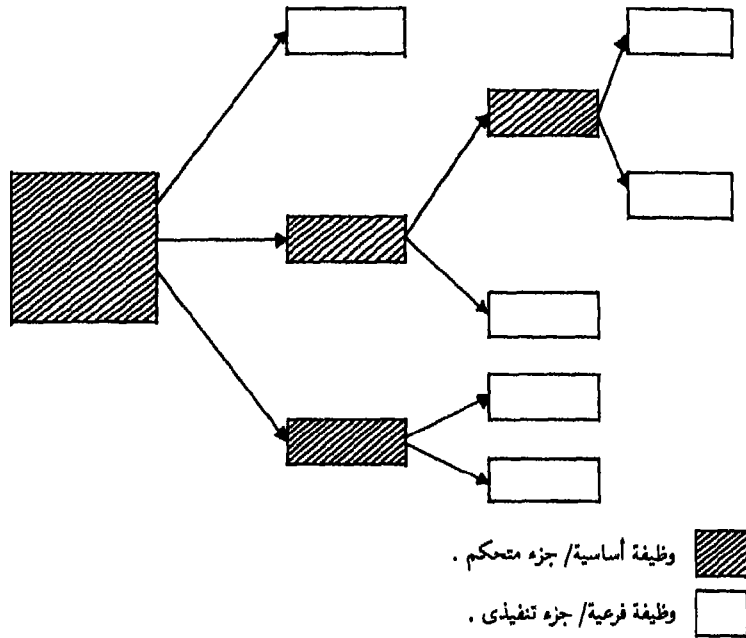 وظيفة أساسية/ جزء متحكم .
وظيفة فرعية/ جزء تنفيذى .